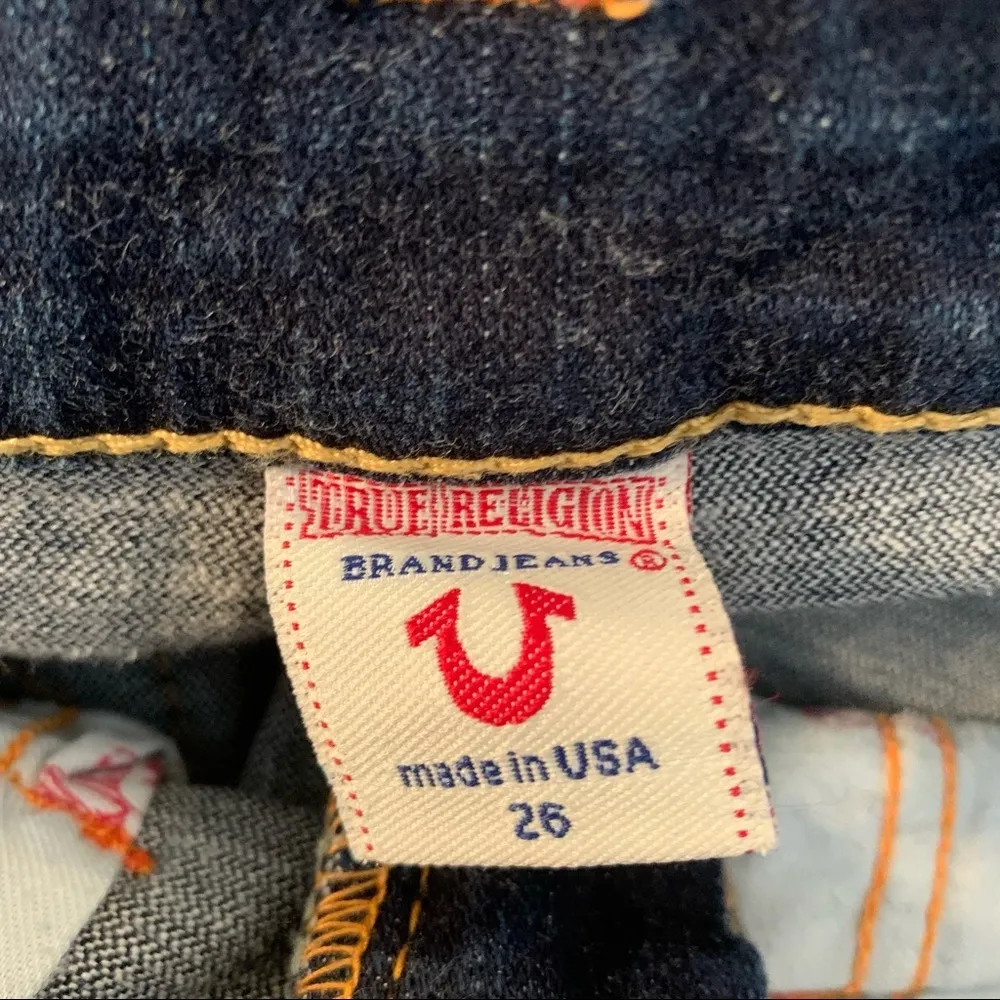 TRUE RELIGION
BRAND JEANS ®
made in USA
26